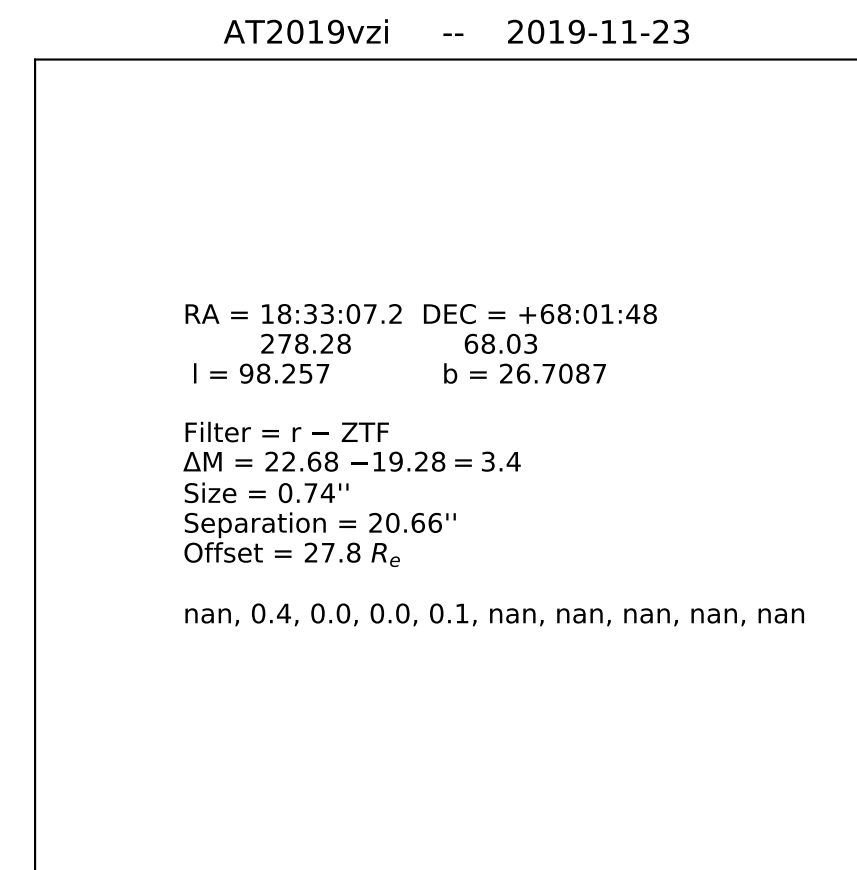 AT2019vzi -- 2019-11-23
RA = 18:33:07.2 DEC = +68:01:48
278.28 68.03
l = 98.257 b = 26.7087
Filter = r − ZTF
ΔM = 22.68 −19.28 = 3.4
Size = 0.74''
Separation = 20.66''
Offset = 27.8 Re
nan, 0.4, 0.0, 0.0, 0.1, nan, nan, nan, nan, nan